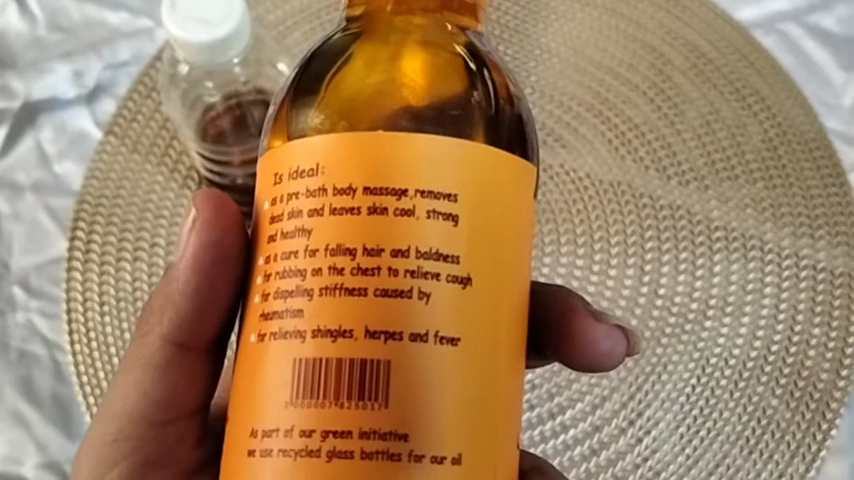 Is ideal:
as a pre-bath body massage,removes
dead skin and leaves skin cool, strong
and healthy
as a cure for falling hair and baldness
for rubbing on the chest to relieve cough
for dispelling stiffness caused by
rheumatism
for relieving shingles, herpes and fever
As part of our green initiative
we use recycled glass bottles for our oil